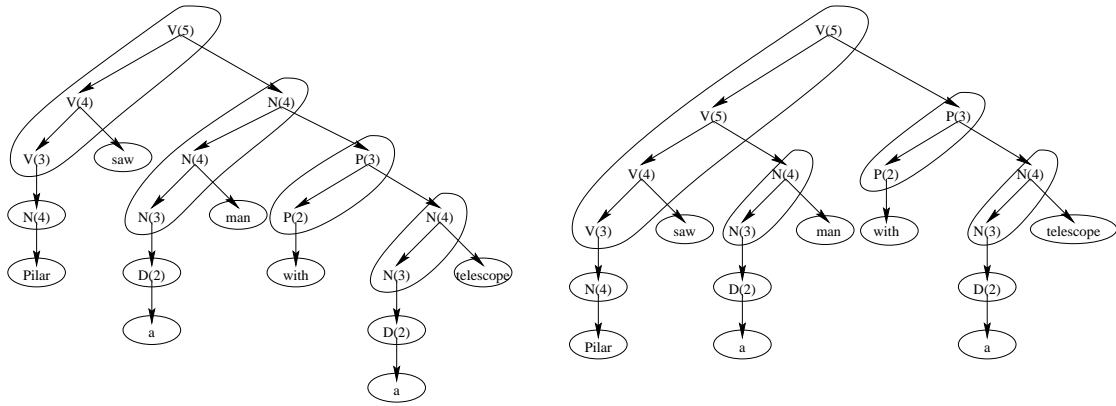 V(5)
V(4) N(4)
V(3) saw N(4) P(3)
N(4) N(3) man P(2) N(4)
Pilar D(2) with N(3) telescope
a D(2)
a
V(5)
V(5) P(3)
V(4) N(4) P(2) N(4)
V(3) saw N(3) man with N(3) telescope
N(4) D(2) D(2)
Pilar a a